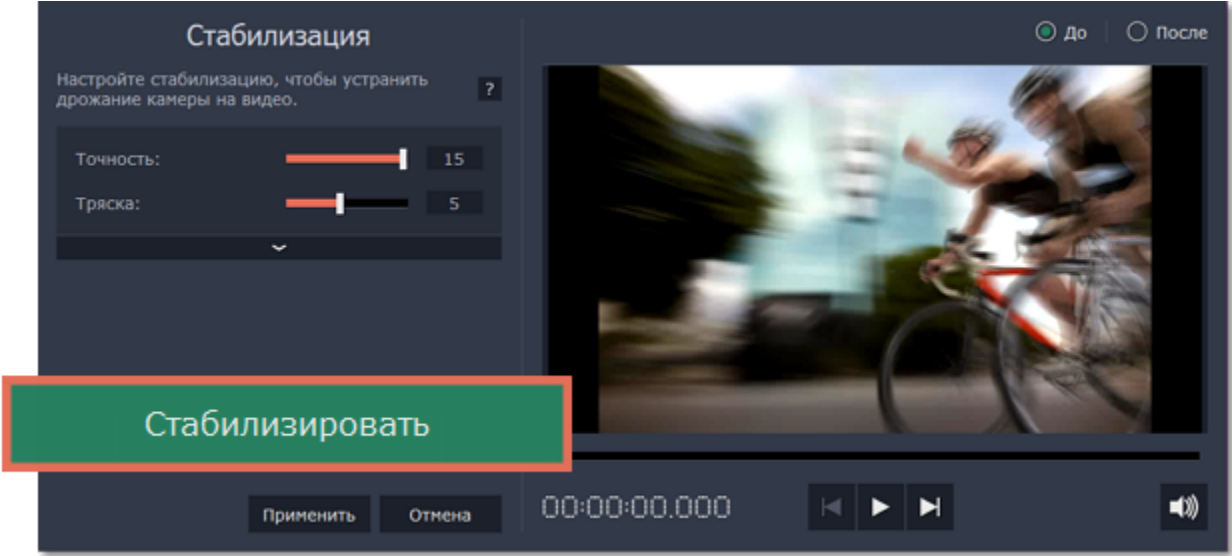 Стабилизация
Настройте стабилизацию, чтобы устранить
дрожание камеры на видео.
?
Точность: 15
Тряска: 5
Стабилизировать
Применить Отмена
До После
00:00:00.000